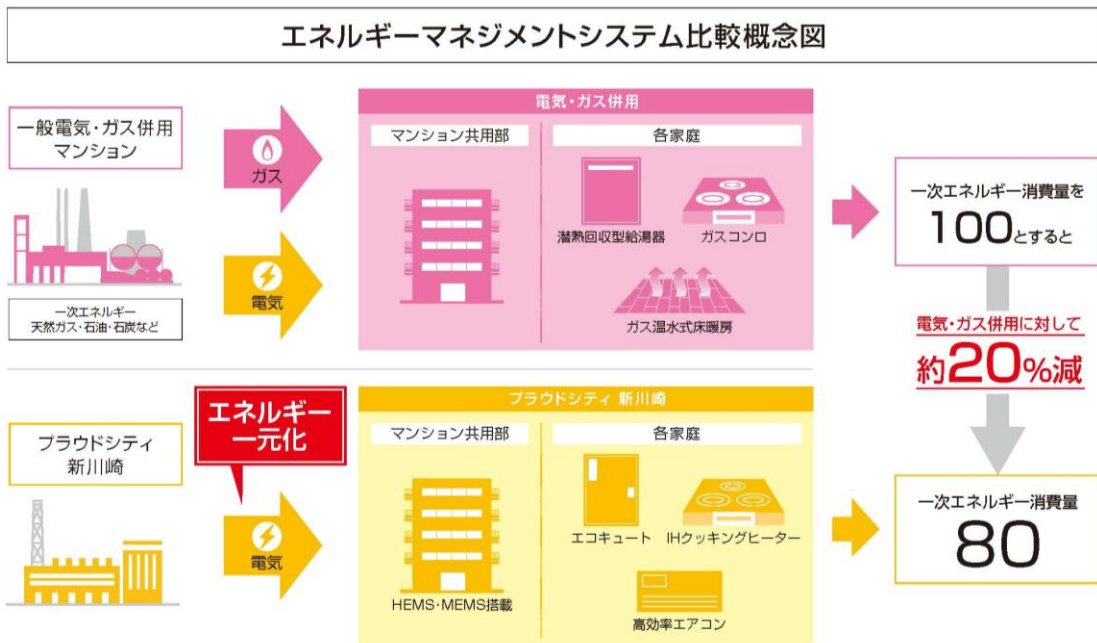 エネルギーマネジメントシステム比較概念図
一般電気・ガス併用
マンション
一次エネルギー
天然ガス・石油・石炭など
ガス
電気
電気・ガス併用
マンション共用部
各家庭
潜熱回収型給湯器
ガスコンロ
ガス温水式床暖房
一次エネルギー消費量を
100とすると
電気・ガス併用に対して
約20%減
プラウドシティ
新川崎
エネルギー
一元化
電気
プラウドシティ 新川崎
マンション共用部
各家庭
HEMS・MEMS搭載
エコキュート
IHクッキングヒーター
高効率エアコン
一次エネルギー消費量
80